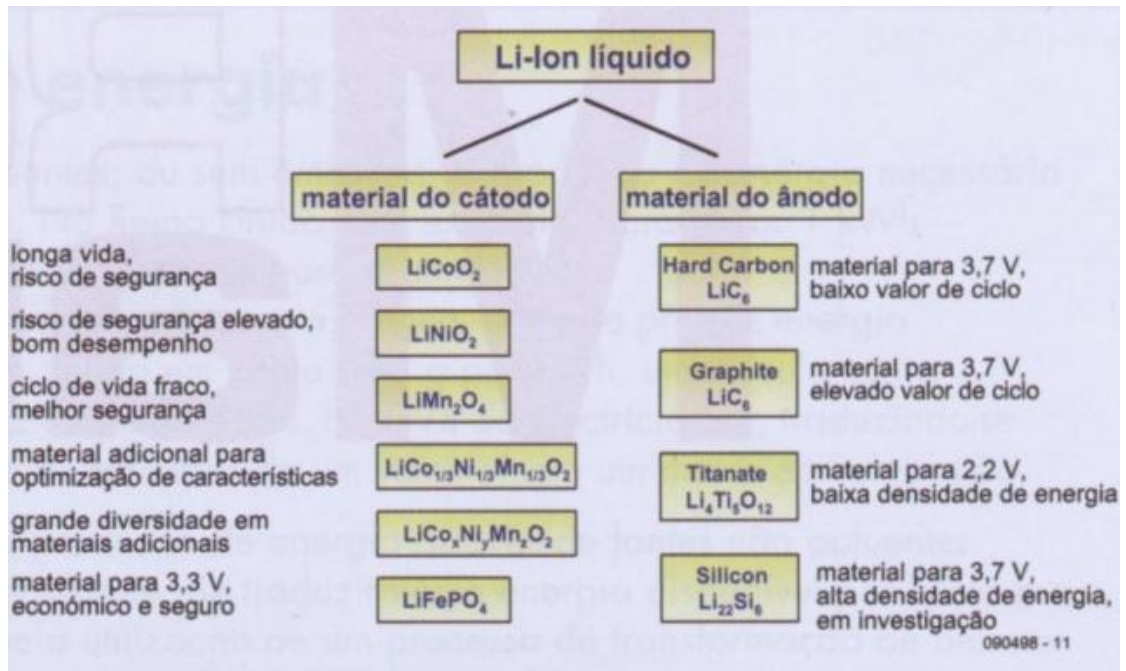 Li-Ion líquido
material do cátodo
material do ânodo
longa vida,
risco de segurança
LiCoO₂
risco de segurança elevado,
bom desempenho
LiNiO₂
ciclo de vida fraco,
melhor segurança
LiMn₂O₄
material adicional para
optimização de características
LiCo₁/₃Ni₁/₃Mn₁/₃O₂
grande diversidade em
materiais adicionais
LiCoₓNiᵧMn_zO₂
material para 3,3 V,
económico e seguro
LiFePO₄
Hard Carbon
LiC₆
material para 3,7 V,
baixo valor de ciclo
Graphite
LiC₆
material para 3,7 V,
elevado valor de ciclo
Titanate
Li₄Ti₅O₁₂
material para 2,2 V,
baixa densidade de energia
Silicon
Li₂₂Si₆
material para 3,7 V,
alta densidade de energia,
em investigação
090498 - 11
energia